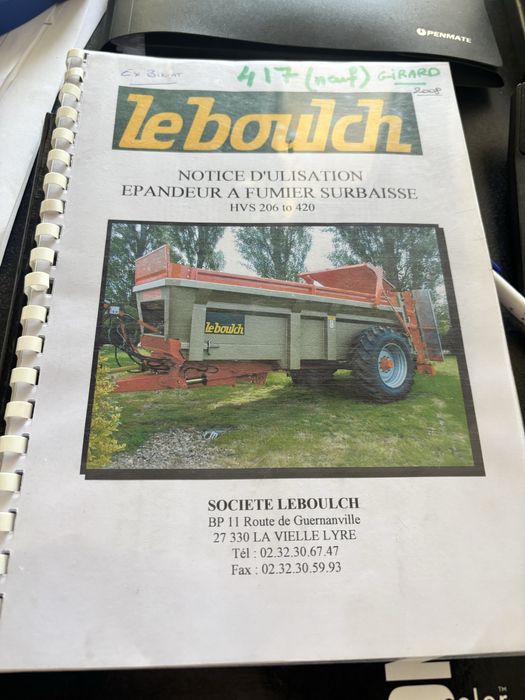 OPENMATE
Ex BINAT
417 (neuf) GIRARD
2008
leboulch
NOTICE D'ULISATION
EPANDEUR A FUMIER SURBAISSE
HVS 206 to 420
leboulch
SOCIETE LEBOULCH
BP 11 Route de Guernanville
27 330 LA VIELLE LYRE
Tél : 02.32.30.67.47
Fax : 02.32.30.59.93